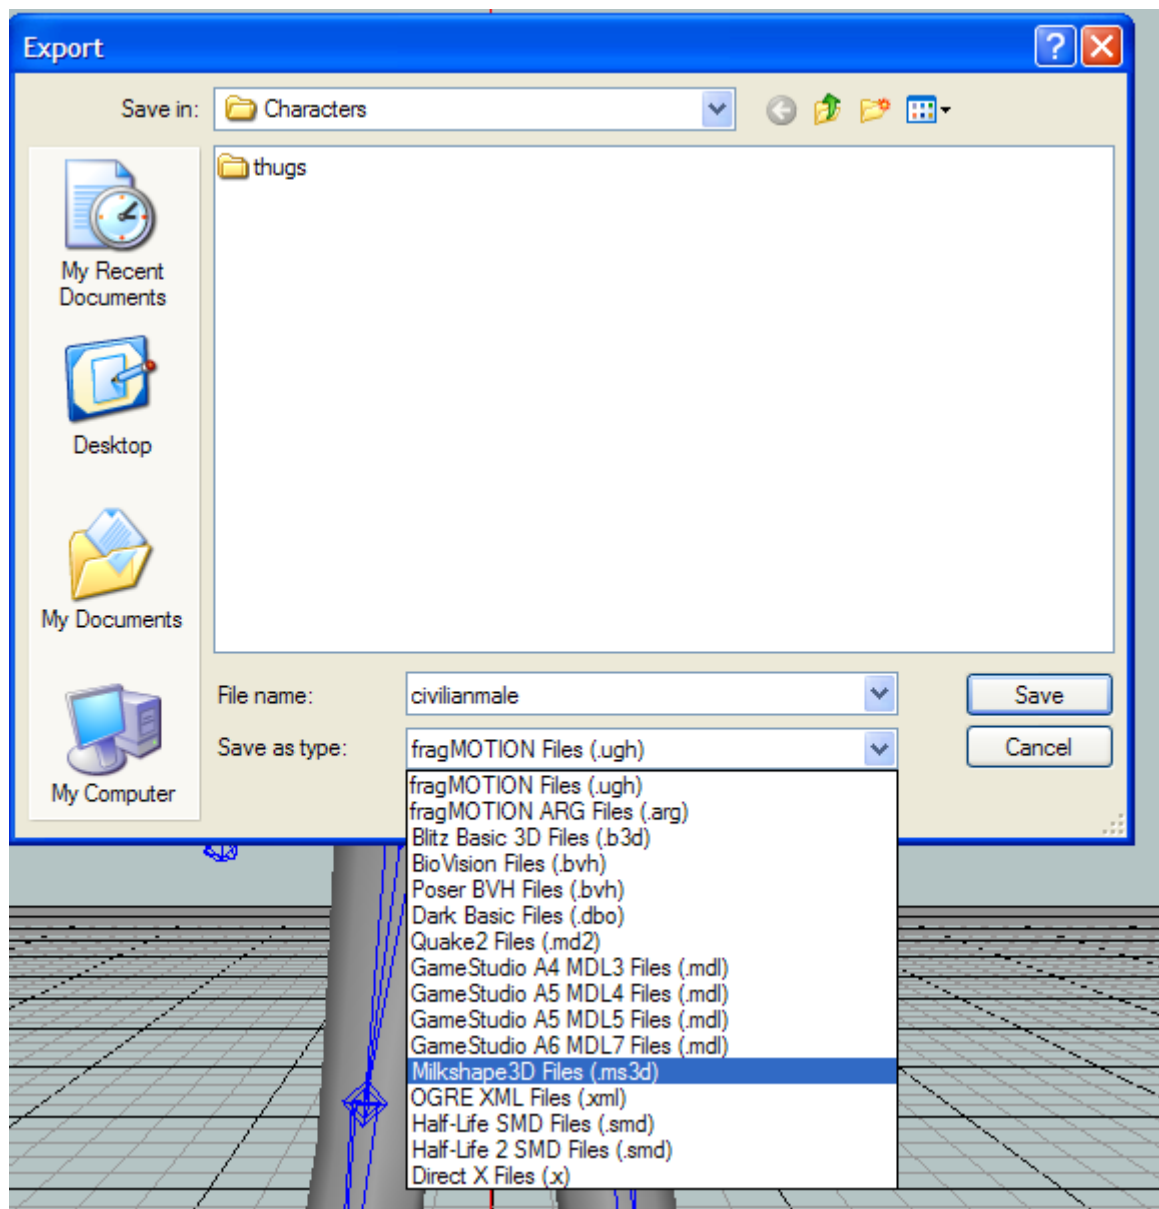 Export
Save in: Characters
thugs
My Recent
Documents
Desktop
My Documents
My Computer
File name: civilianmale Save
Save as type: fragMOTION Files (.ugh) Cancel
fragMOTION Files (.ugh)
fragMOTION ARG Files (.arg)
Blitz Basic 3D Files (.b3d)
BioVision Files (.bvh)
Poser BVH Files (.bvh)
Dark Basic Files (.dbo)
Quake2 Files (.md2)
GameStudio A4 MDL3 Files (.mdl)
GameStudio A5 MDL4 Files (.mdl)
GameStudio A5 MDL5 Files (.mdl)
GameStudio A6 MDL7 Files (.mdl)
Milkshape3D Files (.ms3d)
OGRE XML Files (.xml)
Half-Life SMD Files (.smd)
Half-Life 2 SMD Files (.smd)
Direct X Files (.x)